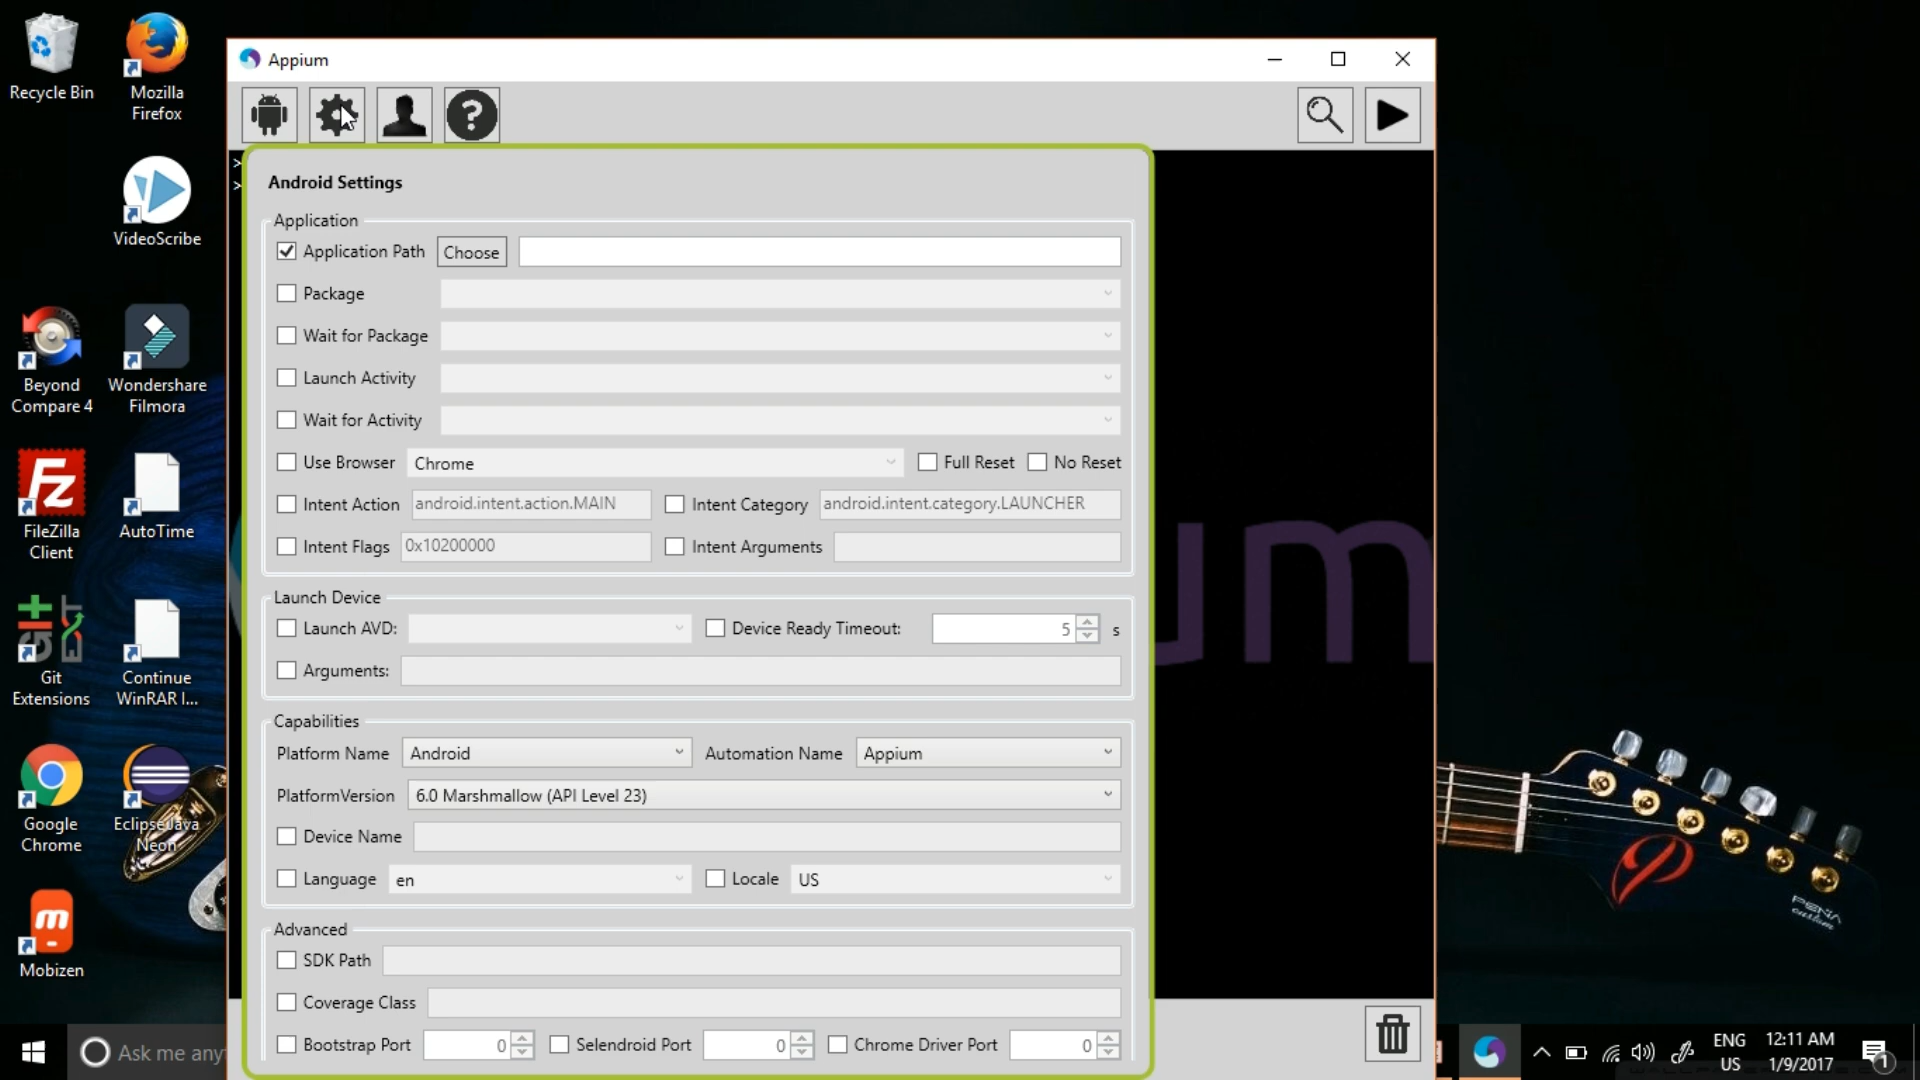 Recycle Bin
Mozilla
Firefox
VideoScribe
Beyond
Compare 4
Wondershare
Filmora
FileZilla
Client
AutoTime
Git
Extensions
Continue
WinRAR I...
Google
Chrome
EclipseJava
Neon
Mobizen
Appium
>
>
Android Settings
Application
Application Path Choose
Package
Wait for Package
Launch Activity
Wait for Activity
Use Browser Chrome Full Reset No Reset
Intent Action android.intent.action.MAIN Intent Category android.intent.category.LAUNCHER
Intent Flags 0x10200000 Intent Arguments
Launch Device
Launch AVD: Device Ready Timeout: 5 s
Arguments:
Capabilities
Platform Name Android Automation Name Appium
PlatformVersion 6.0 Marshmallow (API Level 23)
Device Name
Language en Locale US
Advanced
SDK Path
Coverage Class
Bootstrap Port 0 Selendroid Port 0 Chrome Driver Port 0
um
PENA
custom
Ask me any
ENG
US
12:11 AM
1/9/2017
1